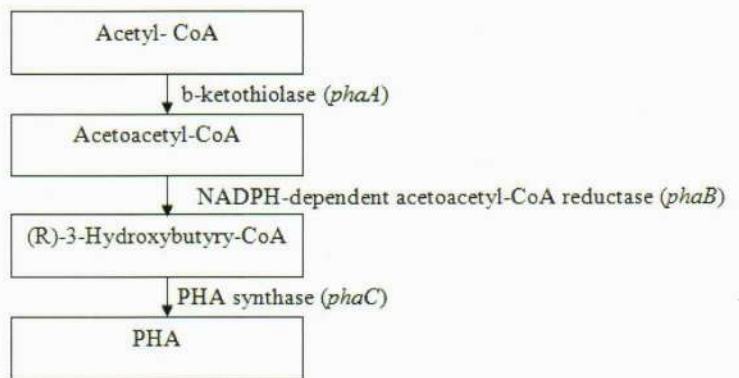 Acetyl- CoA
b-ketothiolase (phaA)
Acetoacetyl-CoA
NADPH-dependent acetoacetyl-CoA reductase (phaB)
(R)-3-Hydroxybutyry-CoA
PHA synthase (phaC)
PHA